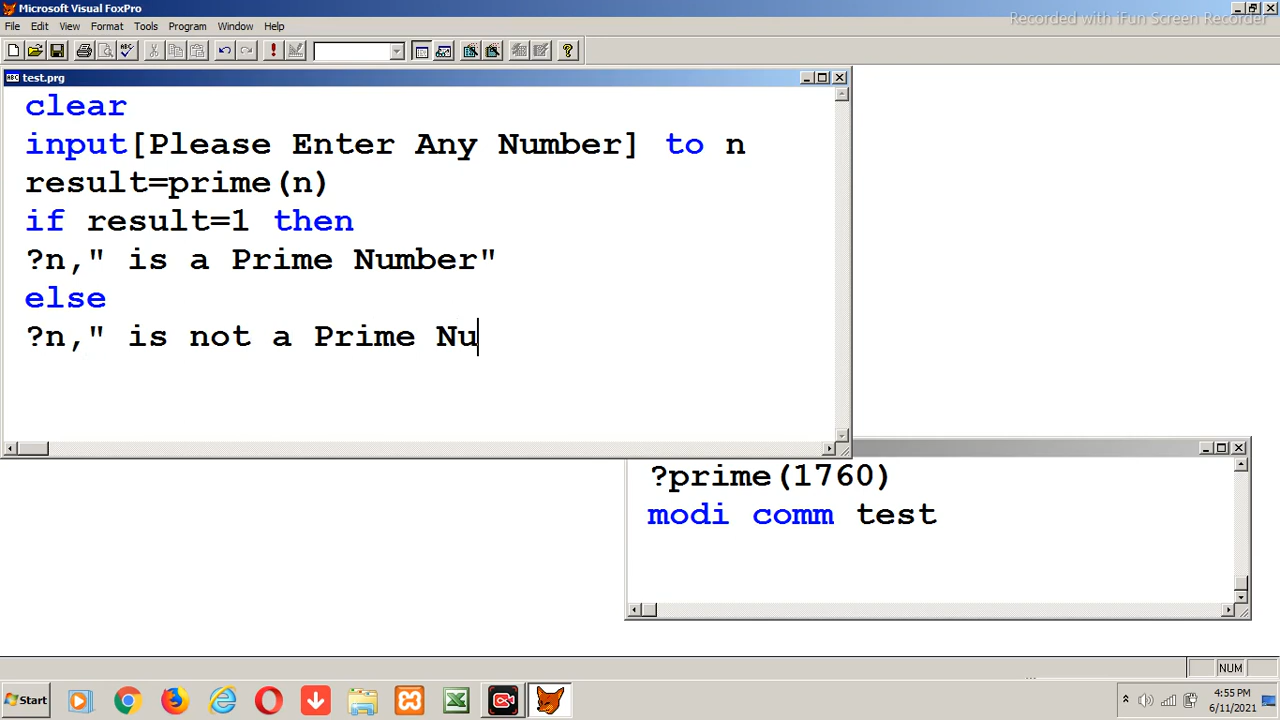 Microsoft Visual FoxPro
Recorded with iFun Screen Recorder
File Edit View Format Tools Program Window Help
test.prg
clear
input[Please Enter Any Number] to n
result=prime(n)
if result=1 then
?n," is a Prime Number"
else
?n," is not a Prime Nu
?prime(1760)
modi comm test
NUM
Start
4:55 PM
6/11/2021